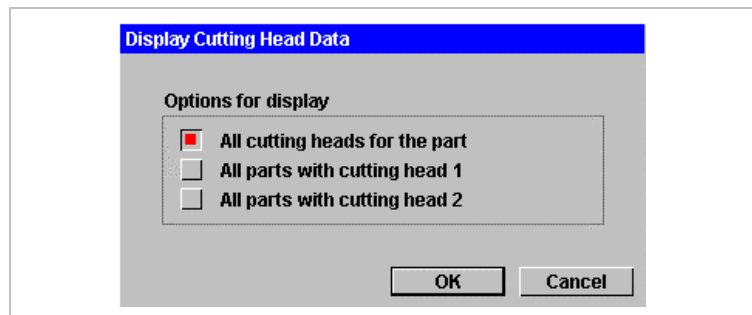 Display Cutting Head Data
Options for display
All cutting heads for the part
All parts with cutting head 1
All parts with cutting head 2
OK Cancel